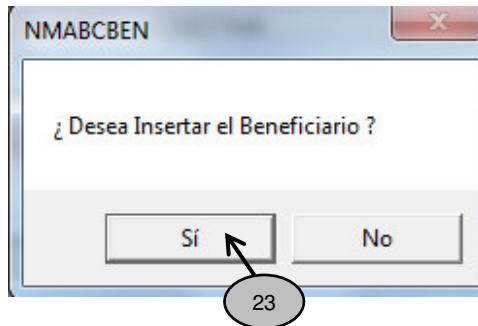 NMABCBEN
¿ Desea Insertar el Beneficiario ?
Sí
No
23